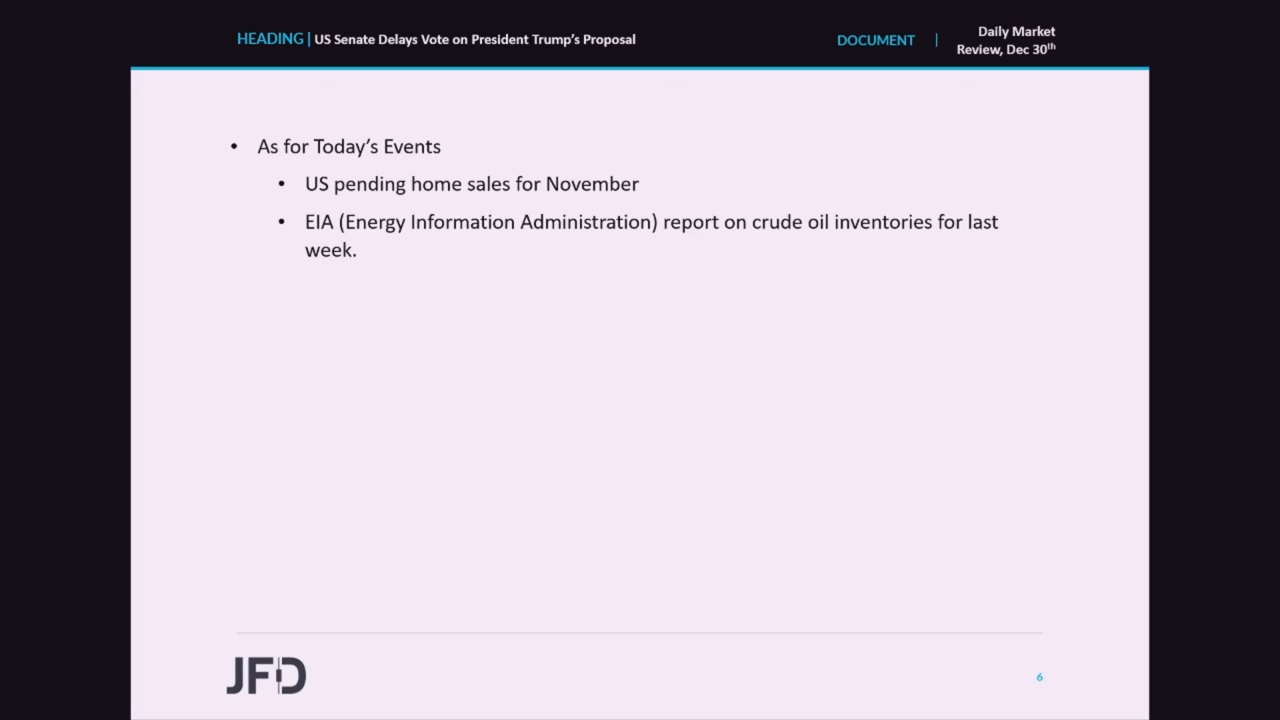 HEADING | US Senate Delays Vote on President Trump's Proposal
DOCUMENT | Daily Market
Review, Dec 30th
• As for Today's Events
• US pending home sales for November
• EIA (Energy Information Administration) report on crude oil inventories for last
week.
JFD
6